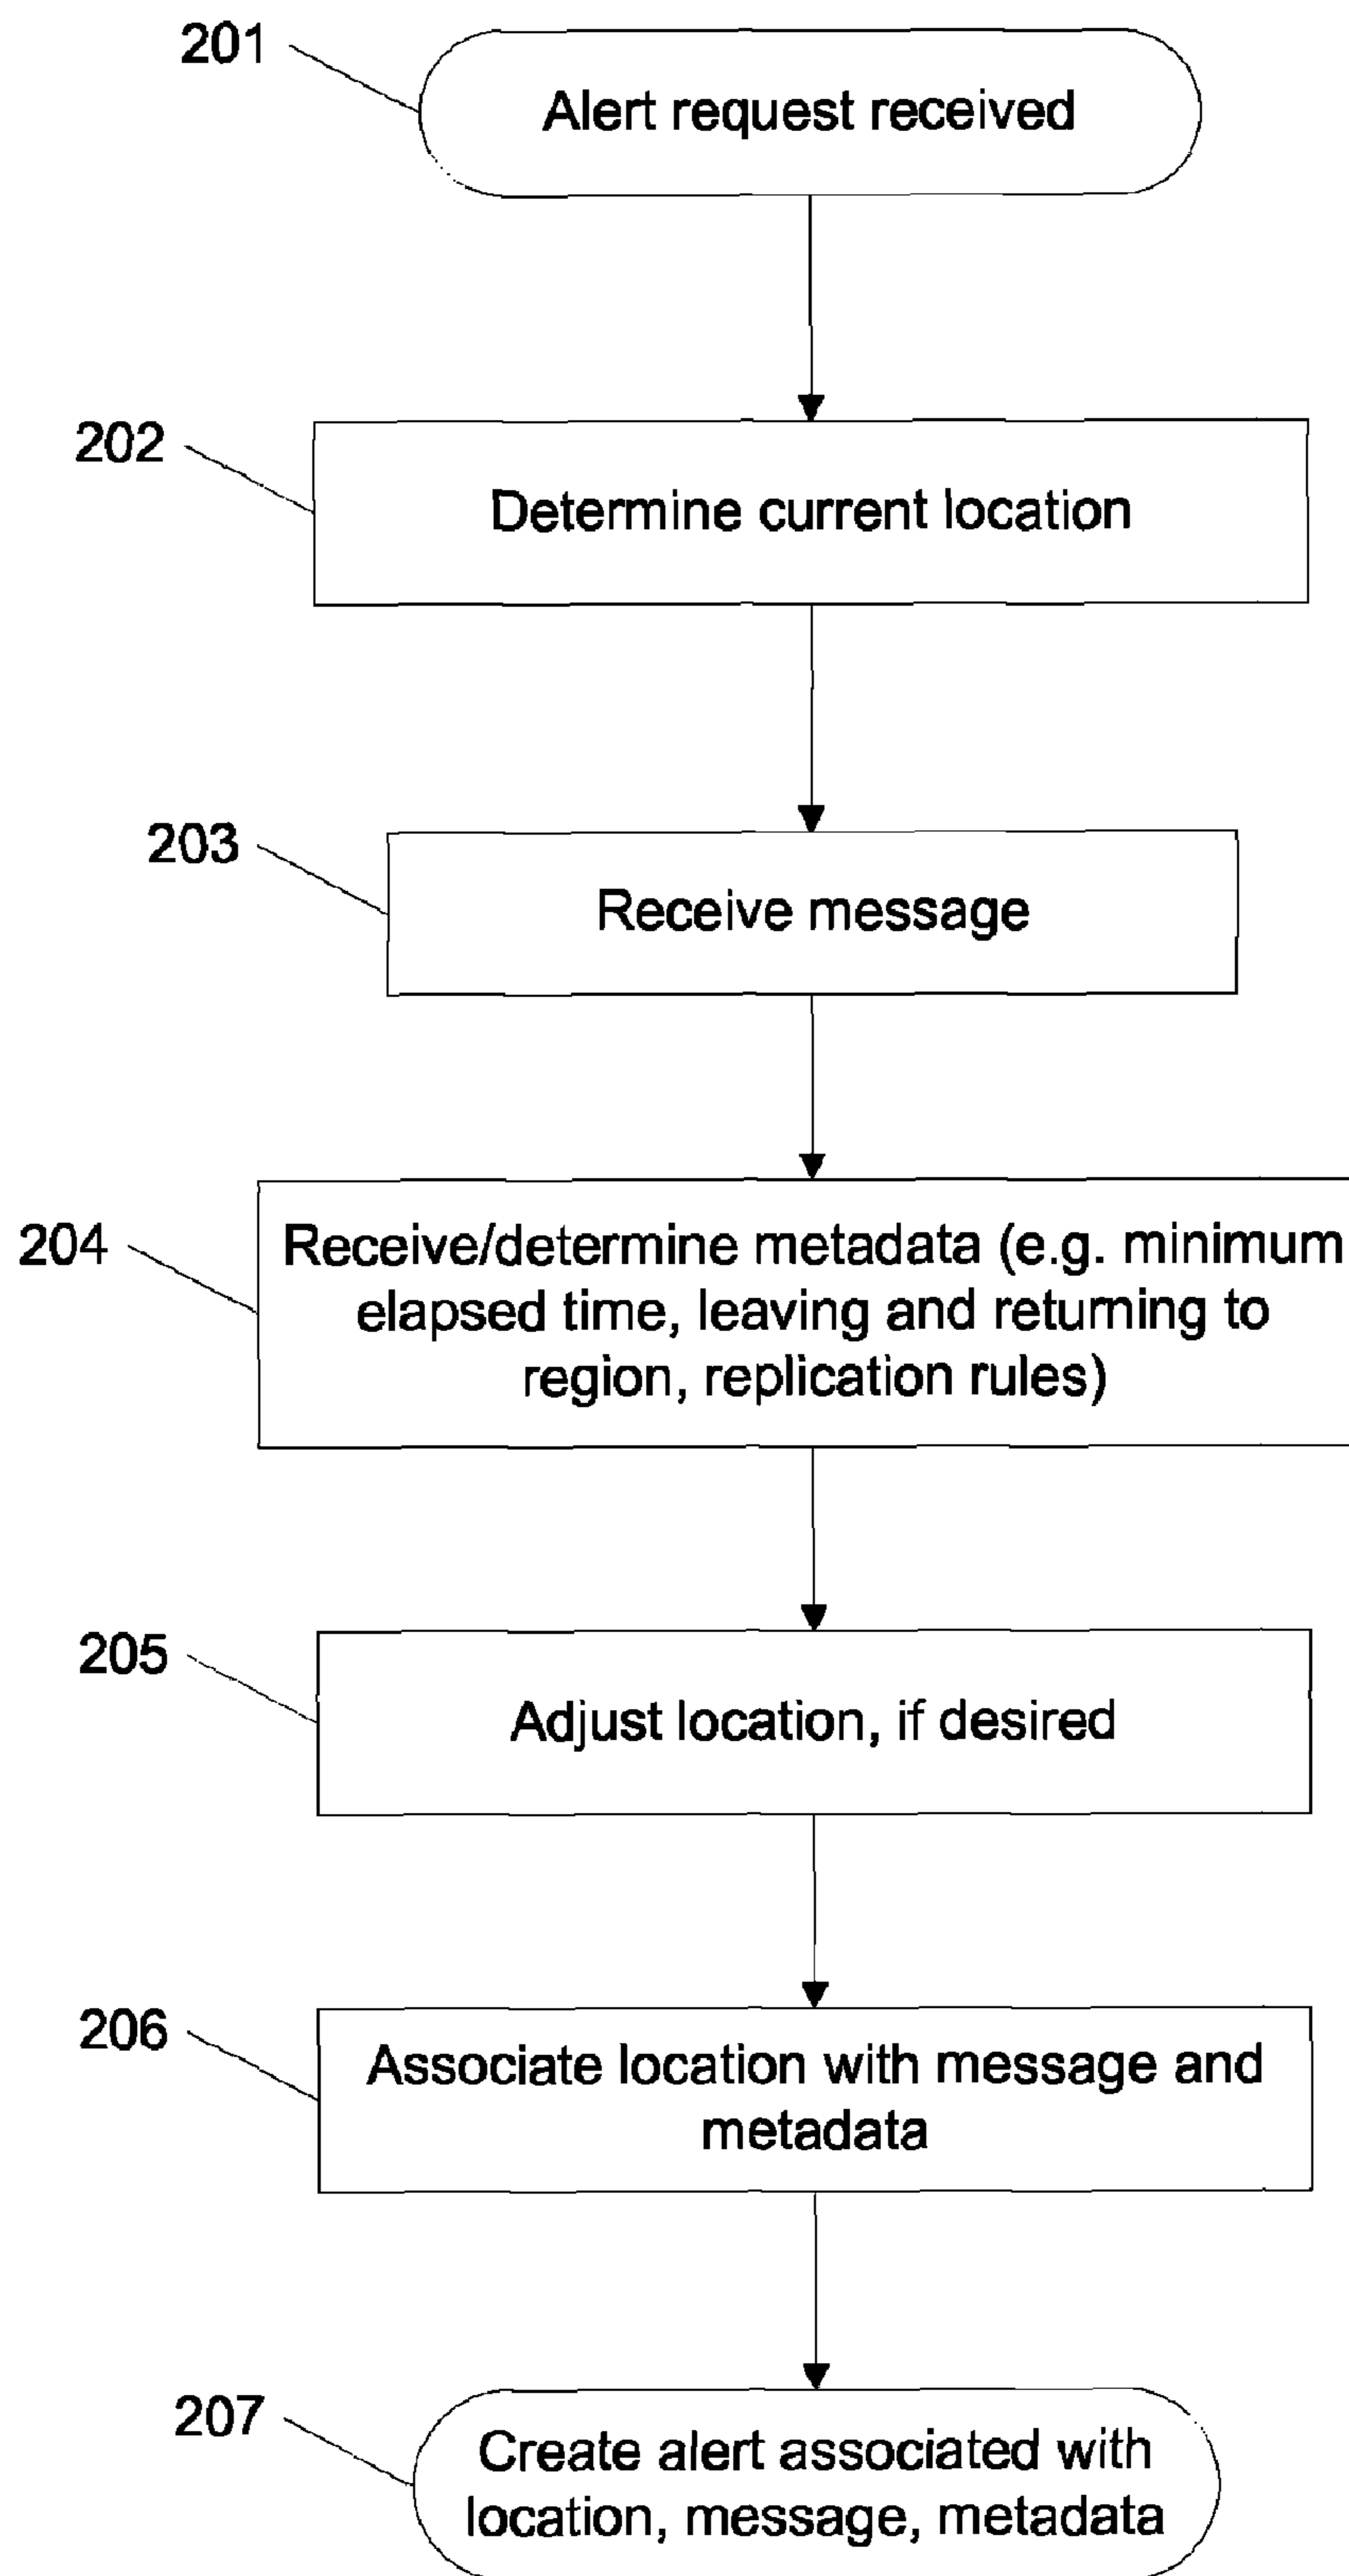 201
Alert request received
202
Determine current location
203
Receive message
204
Receive/determine metadata (e.g. minimum
elapsed time, leaving and returning to
region, replication rules)
205
Adjust location, if desired
206
Associate location with message and
metadata
207
Create alert associated with
location, message, metadata